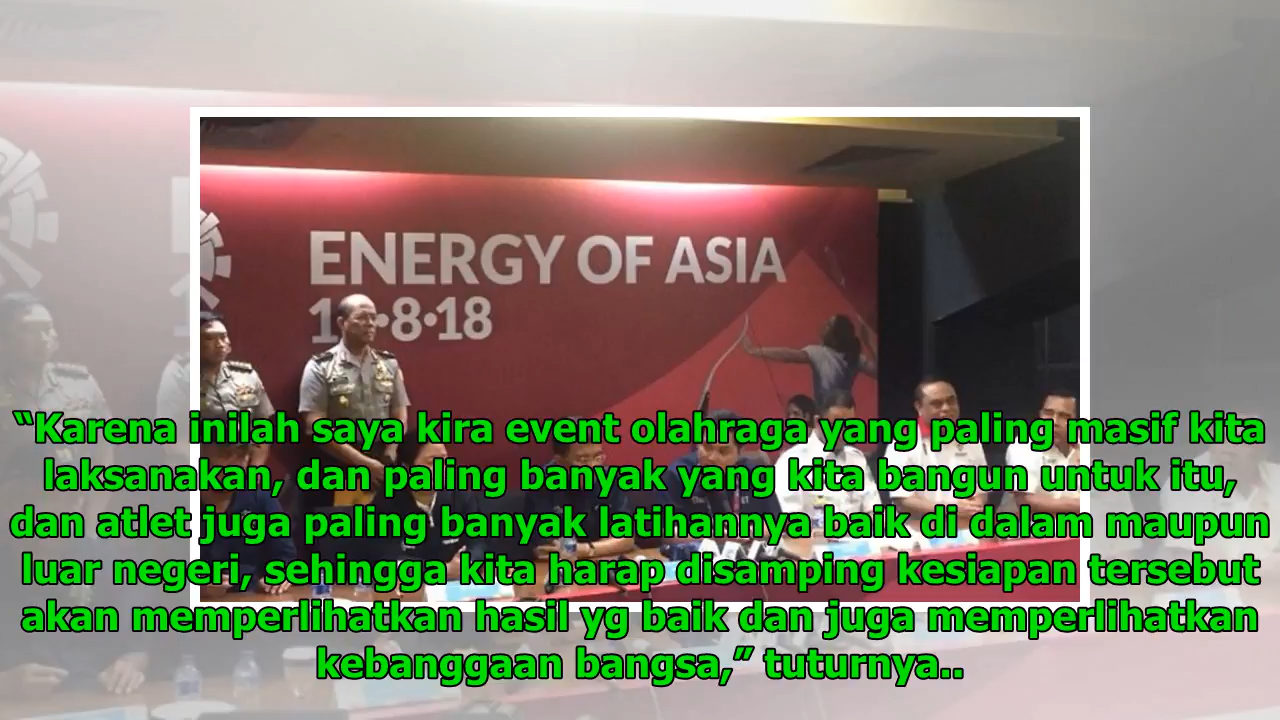 ENERGY OF ASIA
8•18
“Karena inilah saya kira event olahraga yang paling masif kita
laksanakan, dan paling banyak yang kita bangun untuk itu,
dan atlet juga paling banyak latihannya baik di dalam maupun
luar negeri, sehingga kita harap disamping kesiapan tersebut
akan memperlihatkan hasil yg baik dan juga memperlihatkan
kebanggaan bangsa,” tuturnya..